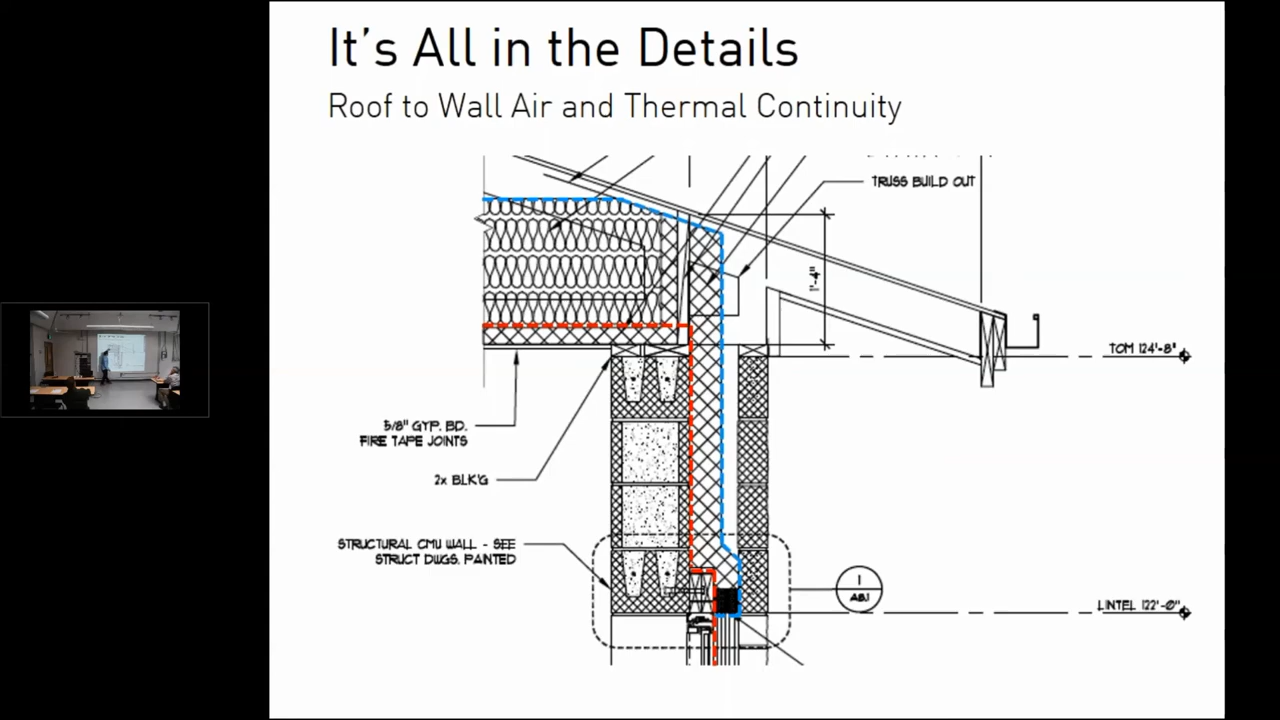 It's All in the Details
Roof to Wall Air and Thermal Continuity
TRUSS BUILD OUT
1'-4"
TOM 124'-8"
5/8" GYP. BD.
FIRE TAPE JOINTS
2x BLK'G
STRUCTURAL CMU WALL - SEE
STRUCT DWGS. PAINTED
1
AB.1
LINTEL 122'-0"